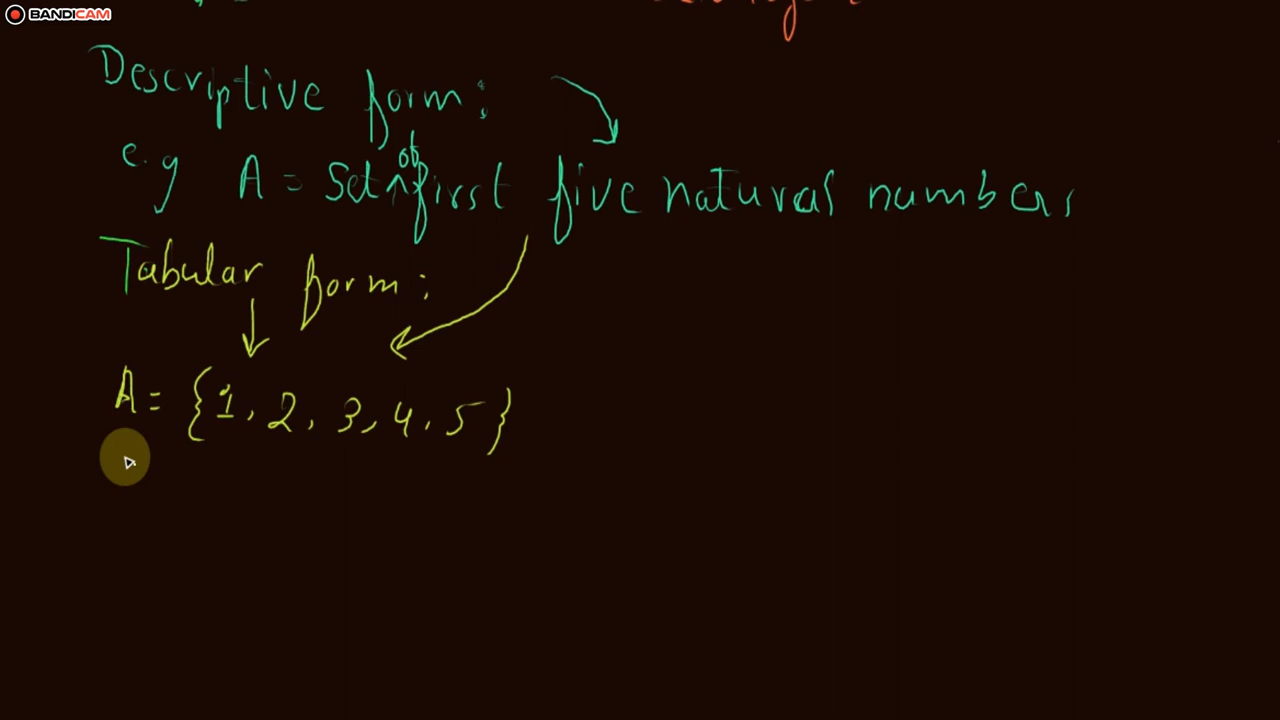 BANDICAM
Descriptive form:
e.g A = Set of first five natural numbers
Tabular form:
A = {1, 2, 3, 4, 5}